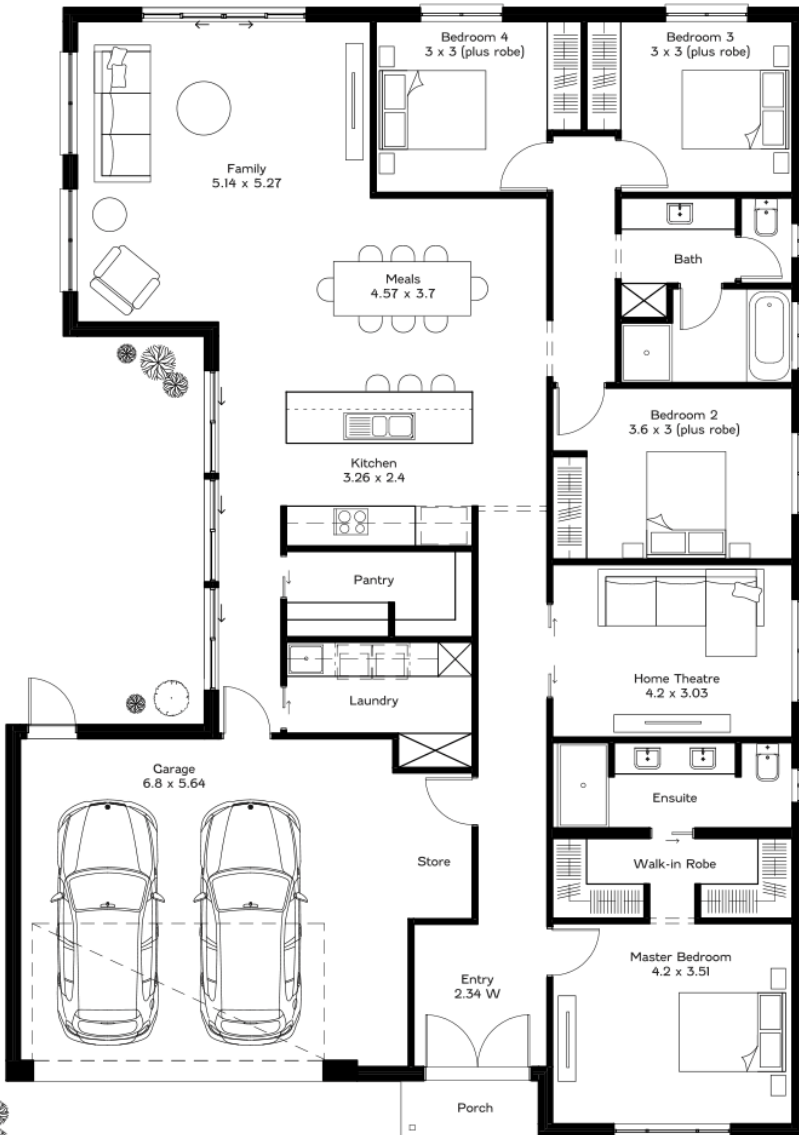 Bedroom 4
3 x 3 (plus robe)
Bedroom 3
3 x 3 (plus robe)
Family
5.14 x 5.27
Bath
Meals
4.57 x 3.7
Bedroom 2
3.6 x 3 (plus robe)
Kitchen
3.26 x 2.4
Pantry
Home Theatre
4.2 x 3.03
Laundry
Garage
6.8 x 5.64
Ensuite
Store
Walk-in Robe
Master Bedroom
4.2 x 3.51
Entry
2.34 W
Porch